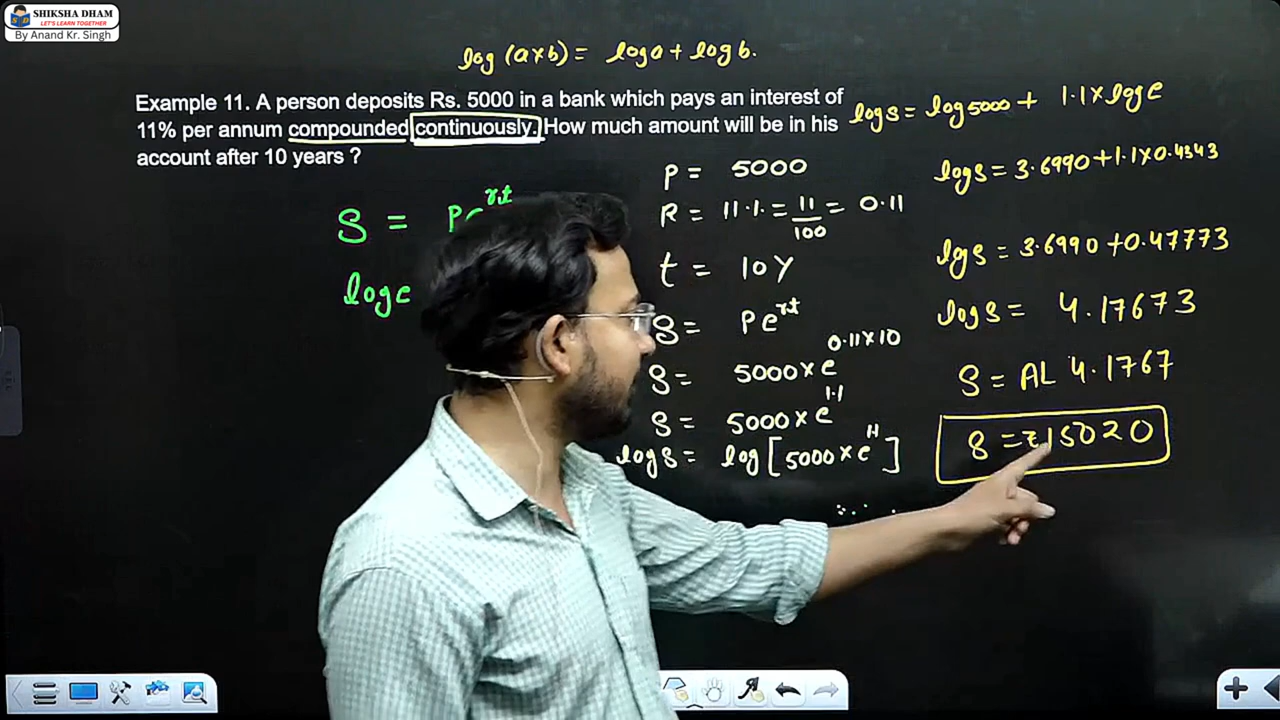 SHIKSHA DHAM
LET'S LEARN TOGETHER
By Anand Kr. Singh
log (a×b) = log a + log b.
Example 11. A person deposits Rs. 5000 in a bank which pays an interest of
11% per annum compounded continuously. How much amount will be in his
account after 10 years ?
S = Pe^rt
log e
P = 5000
R = 11% = 11/100 = 0.11
t = 10 Y
S = Pe^rt
S = 5000 × e^0.11×10
S = 5000 × e^1.1
log S = log [5000 × e^1.1]
log S = log 5000 + 1.1 × log e
log S = 3.6990 + 1.1 × 0.4343
log S = 3.6990 + 0.47773
log S = 4.17673
S = AL 4.1767
S = ₹15020